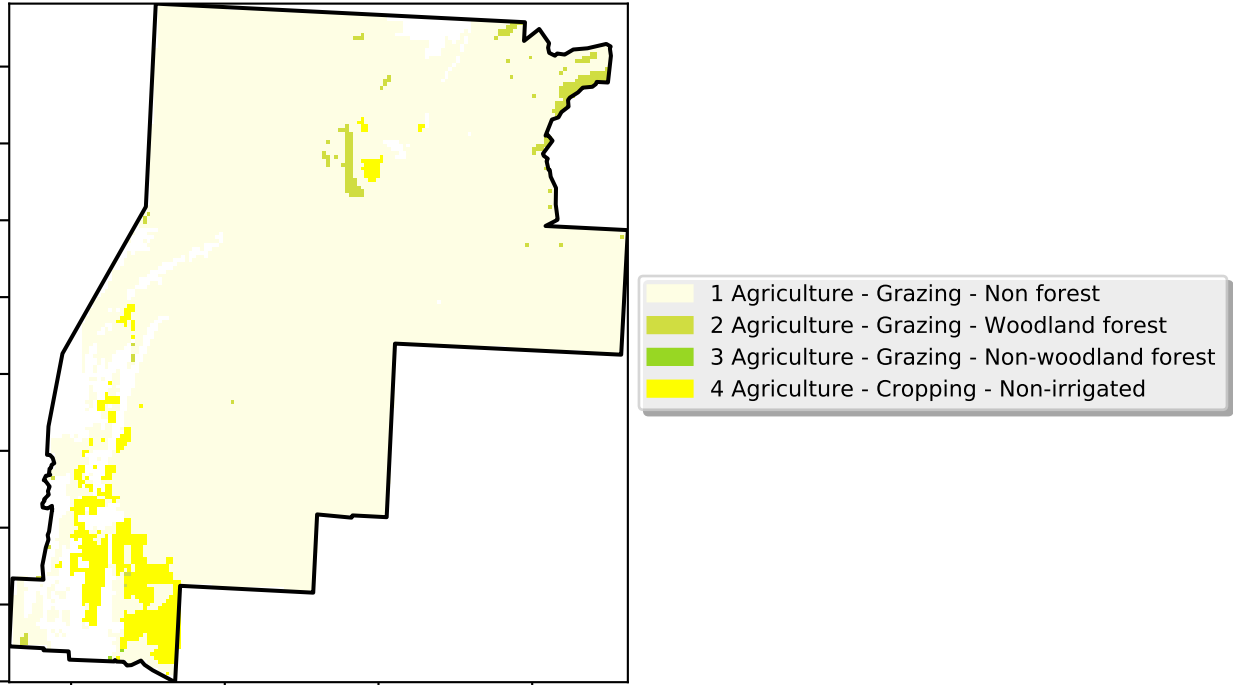 1 Agriculture - Grazing - Non forest
2 Agriculture - Grazing - Woodland forest
3 Agriculture - Grazing - Non-woodland forest
4 Agriculture - Cropping - Non-irrigated